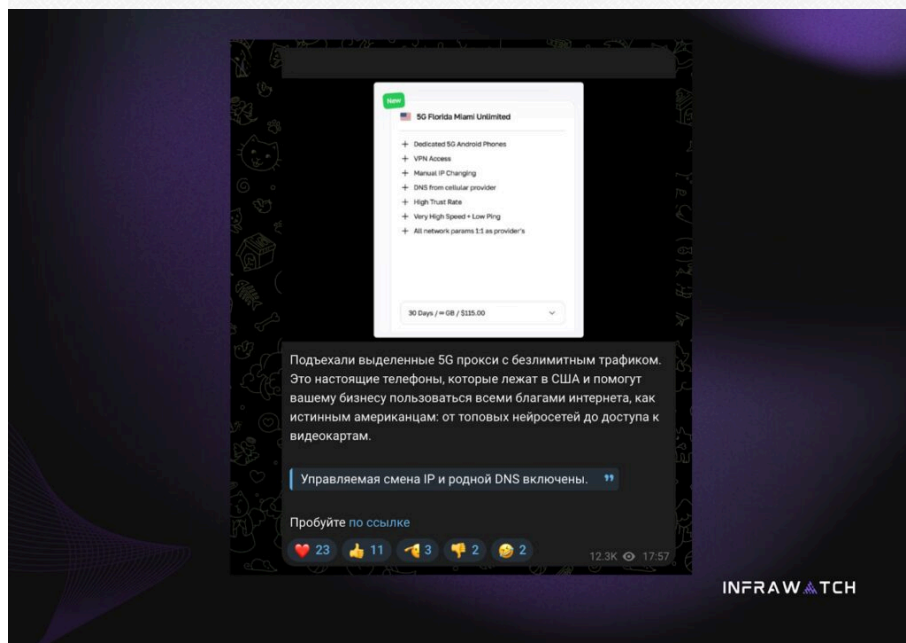 New
5G Florida Miami Unlimited
+ Dedicated 5G Android Phones
+ VPN Access
+ Manual IP Changing
+ DNS from cellular provider
+ High Trust Rate
+ Very High Speed + Low Ping
+ All network params 1:1 as provider's
30 Days / ∞ GB / $115.00
Подъехали выделенные 5G прокси с безлимитным трафиком.
Это настоящие телефоны, которые лежат в США и помогут
вашему бизнесу пользоваться всеми благами интернета, как
истинным американцам: от топовых нейросетей до доступа к
видеокартам.
Управляемая смена IP и родной DNS включены.
Пробуйте по ссылке
23 11 3 2 2
12.3K 17:57
INFRAWATCH